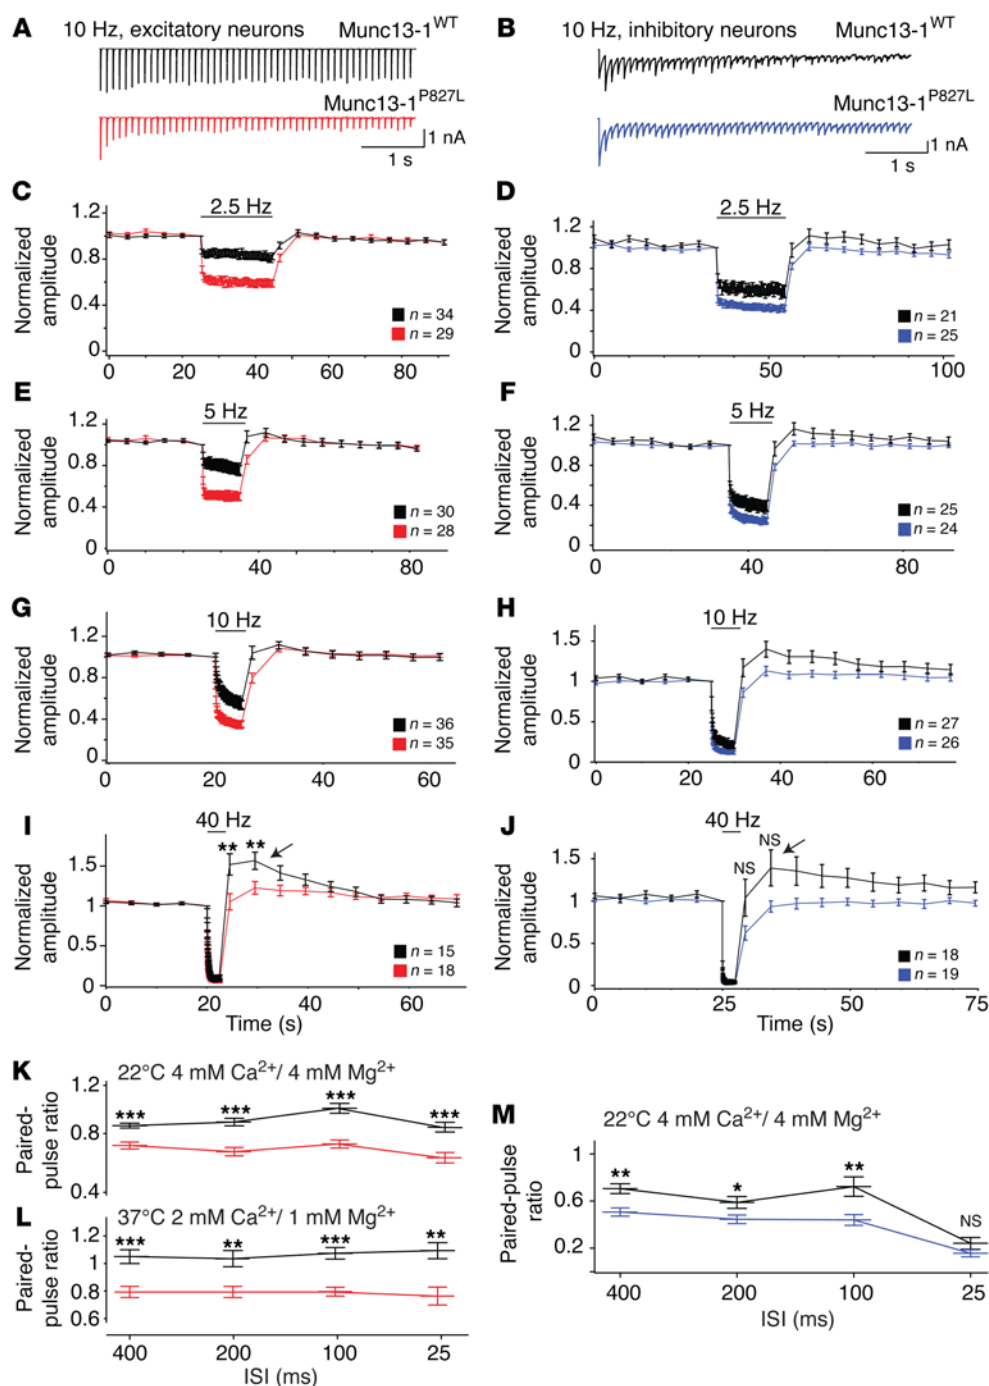 A
10 Hz, excitatory neurons Munc13-1^WT
Munc13-1^P827L
1 nA
1 s
B
10 Hz, inhibitory neurons Munc13-1^WT
Munc13-1^P827L
1 nA
1 s
C
2.5 Hz
Normalized
amplitude
1.2
0.8
0.4
0
n = 34
n = 29
0 20 40 60 80
D
2.5 Hz
Normalized
amplitude
1.2
0.8
0.4
0
n = 21
n = 25
0 50 100
E
5 Hz
Normalized
amplitude
1.2
0.8
0.4
0
n = 30
n = 28
0 40 60 80
F
5 Hz
Normalized
amplitude
1.2
0.8
0.4
0
n = 25
n = 24
0 40 80
G
10 Hz
Normalized
amplitude
1.2
0.8
0.4
0
n = 36
n = 35
0 20 40 60
H
10 Hz
Normalized
amplitude
1.5
1
0.5
0
n = 27
n = 26
0 20 40 60
I
40 Hz
** **
Normalized
amplitude
1.5
1
0.5
0
n = 15
n = 18
0 20 40 60
Time (s)
J
40 Hz
NS NS
Normalized
amplitude
1.5
1
0.5
0
n = 18
n = 19
0 25 50 75
Time (s)
K
22°C 4 mM Ca²⁺/ 4 mM Mg²⁺
Paired-
pulse ratio
1.2
0.8
0.4
*** *** *** ***
L
37°C 2 mM Ca²⁺/ 1 mM Mg²⁺
Paired-
pulse ratio
1.2
1
0.8
0.6
*** ** *** **
400 200 100 25
ISI (ms)
M
22°C 4 mM Ca²⁺/ 4 mM Mg²⁺
Paired-pulse
ratio
1
0.6
0.2
** * ** NS
400 200 100 25
ISI (ms)